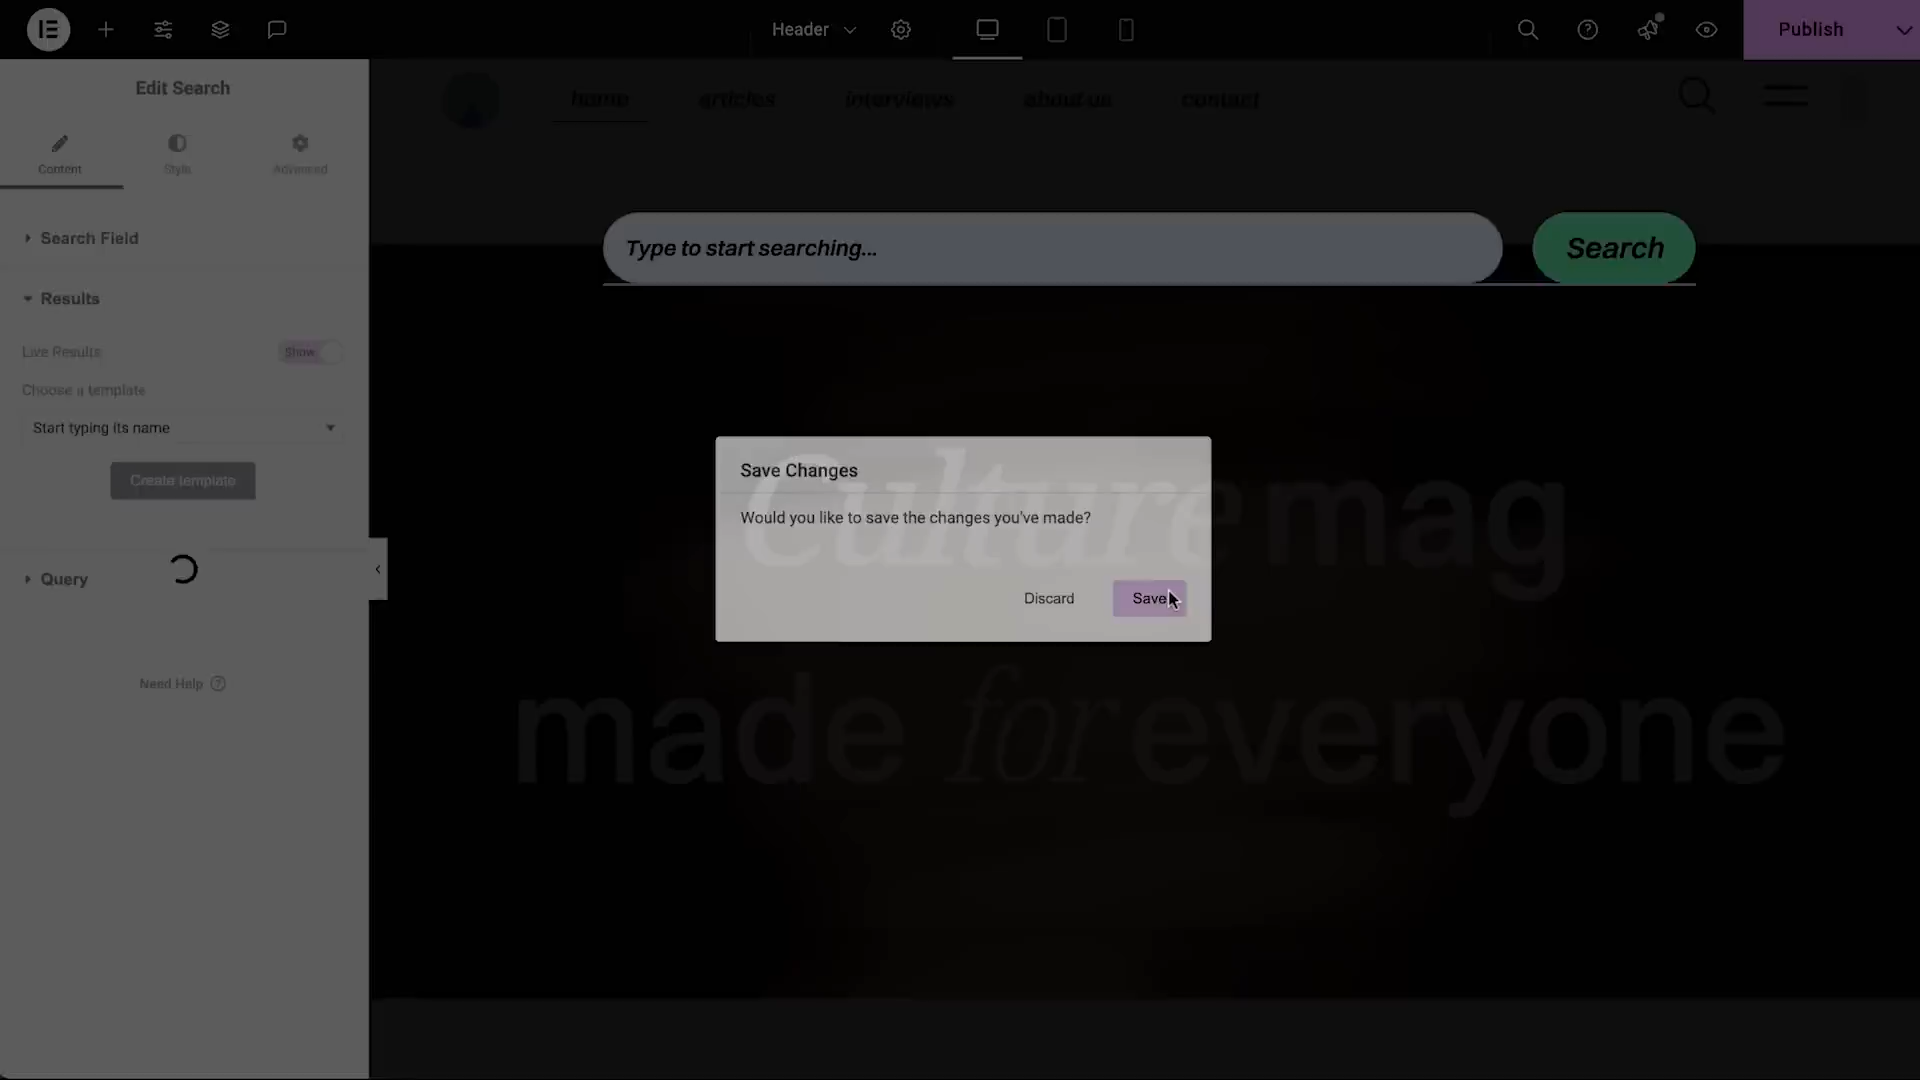 Header
Publish
Edit Search
Content
Style
Advanced
home
articles
interviews
about us
contact
Search Field
Type to start searching...
Search
Results
Live Results
Show
Choose a template
Start typing its name
Create template
Query
Need Help
Culture mag
made for everyone
Save Changes
Would you like to save the changes you've made?
Discard
Save